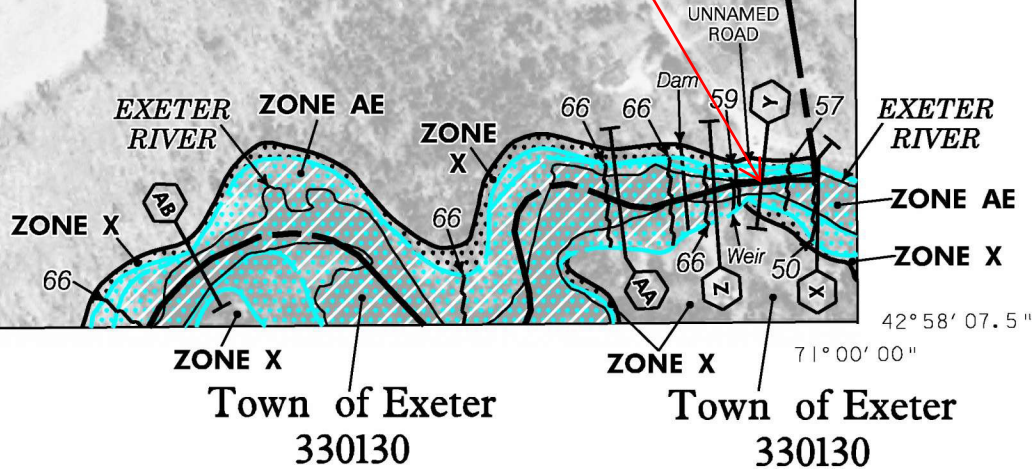 UNNAMED
ROAD
Dam
EXETER
RIVER
ZONE AE
ZONE
X
66
66
59
Y
57
EXETER
RIVER
AB
ZONE X
66
ZONE AE
66
66
Weir
50
ZONE X
AA
Z
X
ZONE X
ZONE X
42°58' 07.5"
71°00' 00"
Town of Exeter
330130
Town of Exeter
330130